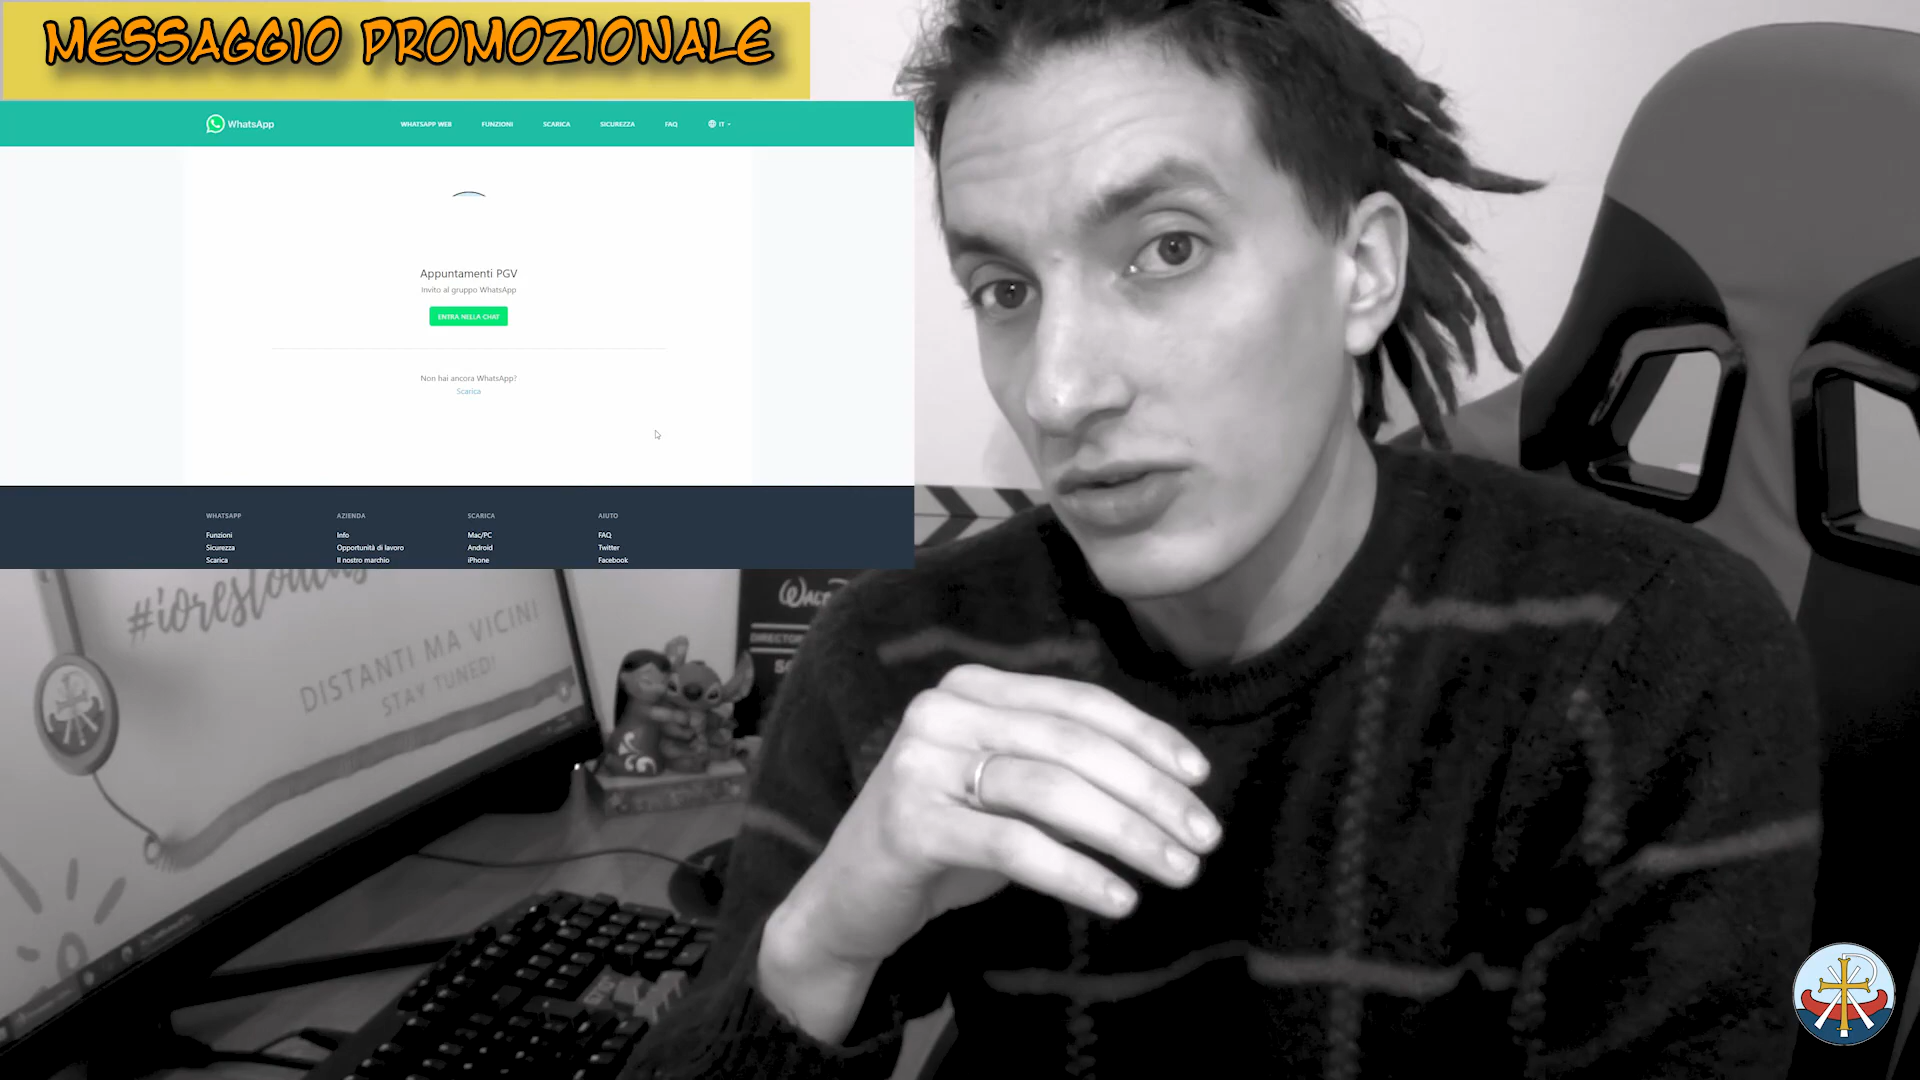 MESSAGGIO PROMOZIONALE
WhatsApp
WHATSAPP WEB
FUNZIONI
SCARICA
SICUREZZA
FAQ
IT
Appuntamenti PGV
Invito al gruppo WhatsApp
ENTRA NELLA CHAT
Non hai ancora WhatsApp?
Scarica
WHATSAPP
Funzioni
Sicurezza
Scarica
AZIENDA
Info
Opportunità di lavoro
Il nostro marchio
SCARICA
Mac/PC
Android
iPhone
AIUTO
FAQ
Twitter
Facebook
DISTANTI MA VICINI
STAY TUNED!
DIRECTOR